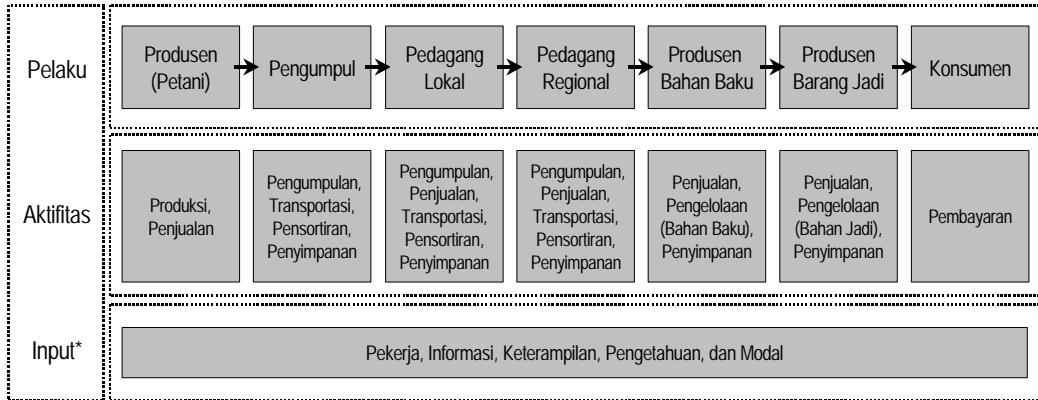 Pelaku
Produsen
(Petani)
Pengumpul
Pedagang
Lokal
Pedagang
Regional
Produsen
Bahan Baku
Produsen
Barang Jadi
Konsumen
Aktifitas
Produksi,
Penjualan
Pengumpulan,
Transportasi,
Pensortiran,
Penyimpanan
Pengumpulan,
Penjualan,
Transportasi,
Pensortiran,
Penyimpanan
Pengumpulan,
Penjualan,
Transportasi,
Pensortiran,
Penyimpanan
Penjualan,
Pengelolaan
(Bahan Baku),
Penyimpanan
Penjualan,
Pengelolaan
(Bahan Jadi),
Penyimpanan
Pembayaran
Input*
Pekerja, Informasi, Keterampilan, Pengetahuan, dan Modal